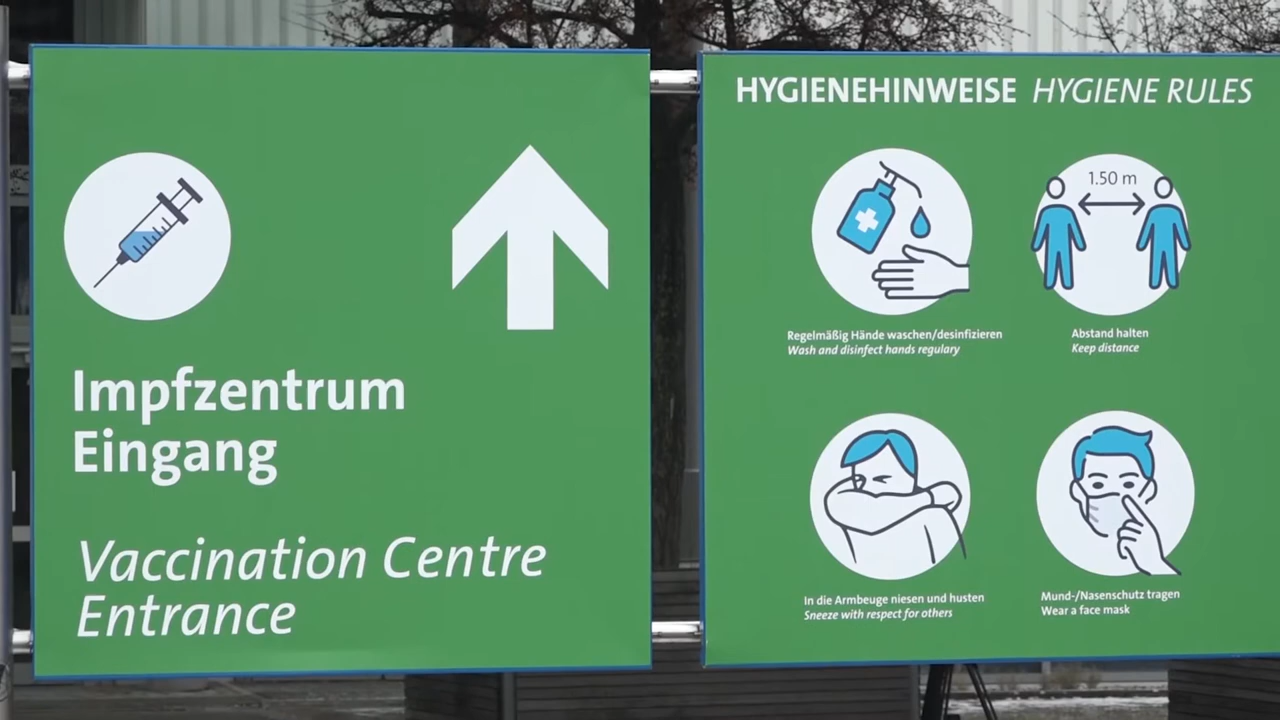 Impfzentrum
Eingang
Vaccination Centre
Entrance
HYGIENEHINWEISE HYGIENE RULES
1.50 m
Regelmäßig Hände waschen/desinfizieren
Wash and disinfect hands regulary
Abstand halten
Keep distance
In die Armbeuge niesen und husten
Sneeze with respect for others
Mund-/Nasenschutz tragen
Wear a face mask